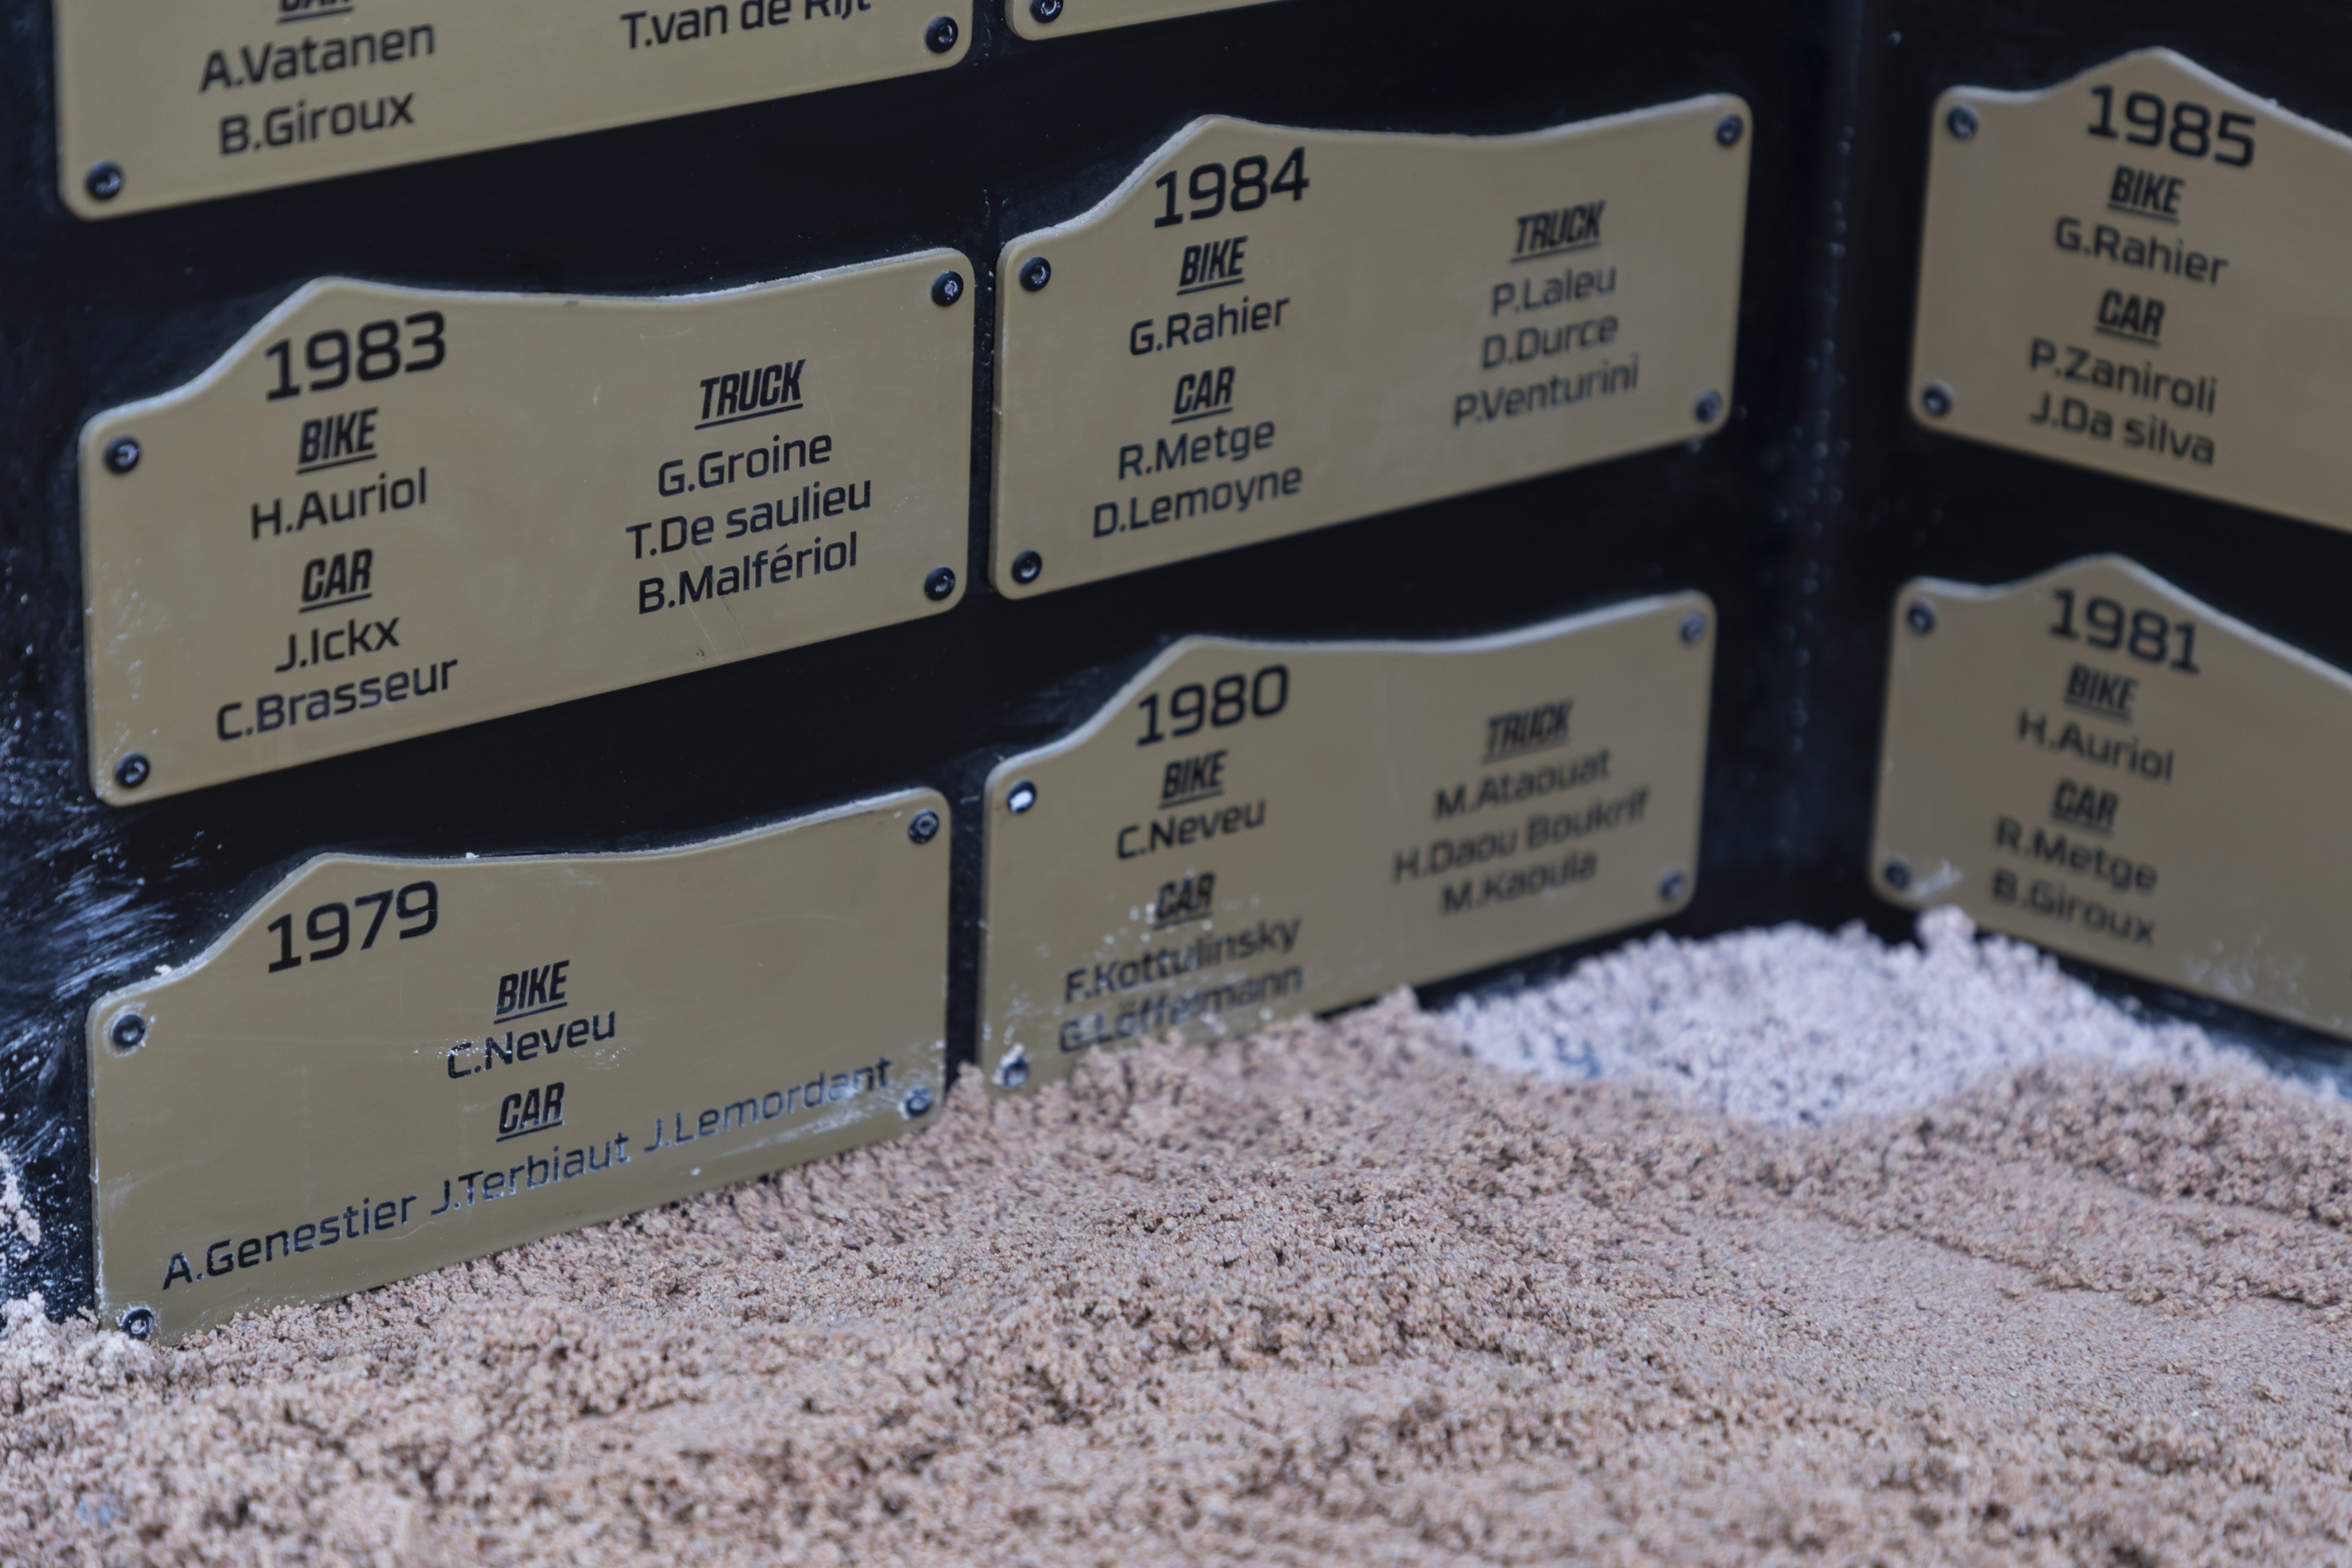 CAR
A.Vatanen
B.Giroux
T.van de Rijt
1983
BIKE
H.Auriol
CAR
J.Ickx
C.Brasseur
TRUCK
G.Groine
T.De saulieu
B.Malfériol
1984
BIKE
G.Rahier
CAR
R.Metge
D.Lemoyne
TRUCK
P.Laleu
D.Durce
P.Venturini
1985
BIKE
G.Rahier
CAR
P.Zaniroli
J.Da silva
1979
BIKE
C.Neveu
CAR
A.Genestier J.Terbiaut J.Lemordant
1980
BIKE
C.Neveu
CAR
F.Kottulinsky
G.Löffelmann
TRUCK
M.Ataouat
H.Daou Boukrif
M.Kaoula
1981
BIKE
H.Auriol
CAR
R.Metge
B.Giroux